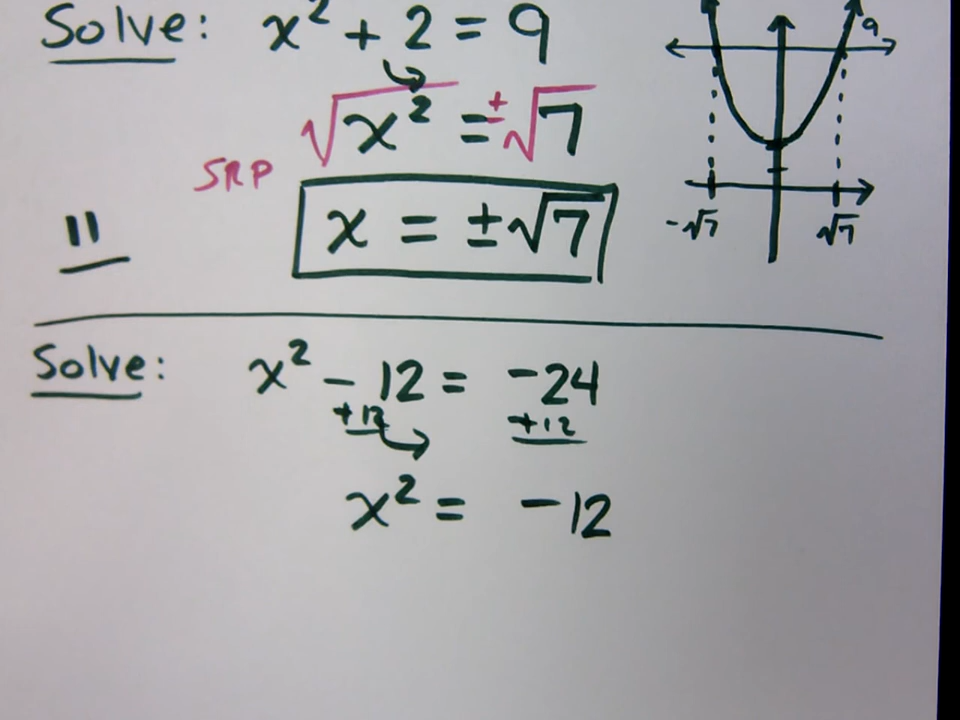 Solve: x² + 2 = 9
√x² = ±√7
SRP
x = ±√7
"
9
-√7 √7
Solve: x² - 12 = -24
+12 +12
x² = -12